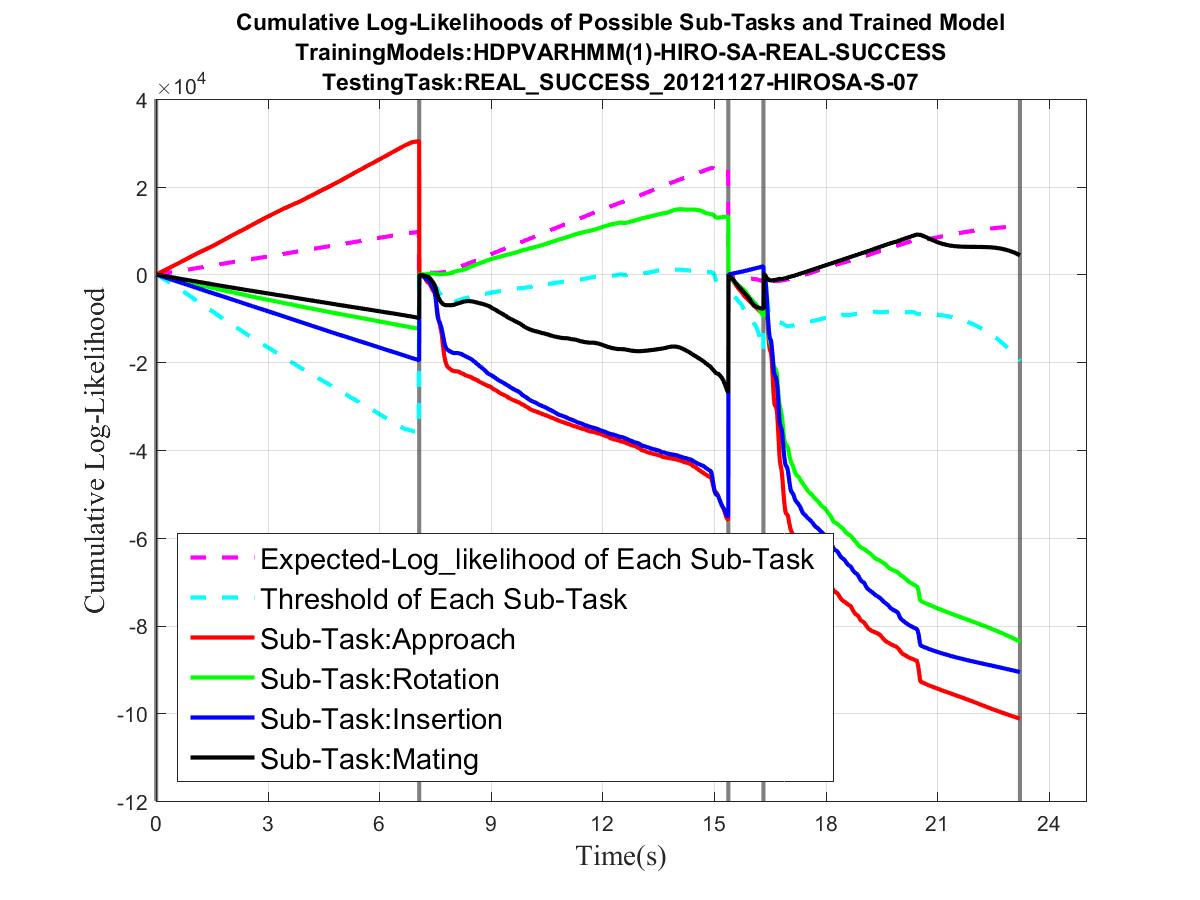 Cumulative Log-Likelihoods of Possible Sub-Tasks and Trained Model
TrainingModels:HDPVARHMM(1)-HIRO-SA-REAL-SUCCESS
TestingTask:REAL_SUCCESS_20121127-HIROSA-S-07
×10^4
4
2
0
-2
-4
-6
-8
-10
-12
Cumulative Log-Likelihood
Expected-Log_likelihood of Each Sub-Task
Threshold of Each Sub-Task
Sub-Task:Approach
Sub-Task:Rotation
Sub-Task:Insertion
Sub-Task:Mating
0 3 6 9 12 15 18 21 24
Time(s)